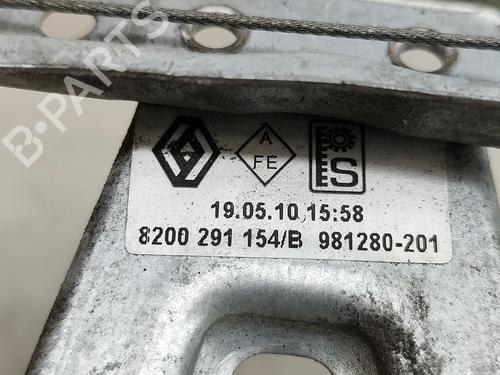 B-PARTS
A
FE
S
19.05.10 15:58
8200 291 154/B 981280-201